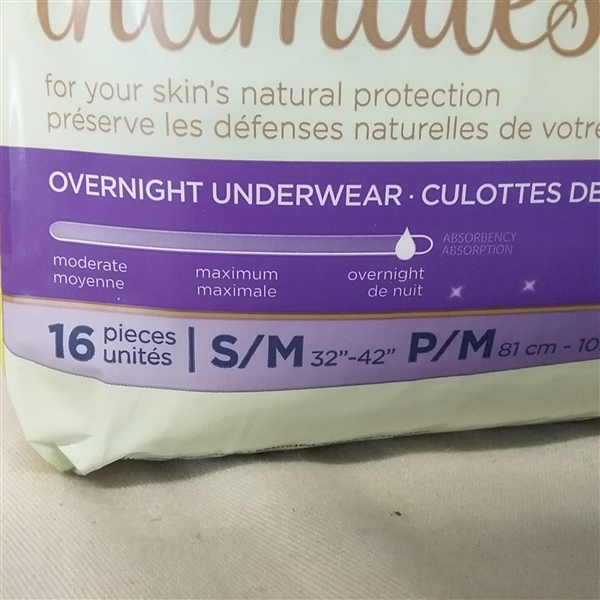 intimates
for your skin's natural protection
préserve les défenses naturelles de votre
OVERNIGHT UNDERWEAR · CULOTTES DE
ABSORBENCY
ABSORPTION
moderate
moyenne
maximum
maximale
overnight
de nuit
16 pieces
unités
S/M 32"-42" P/M 81 cm - 10